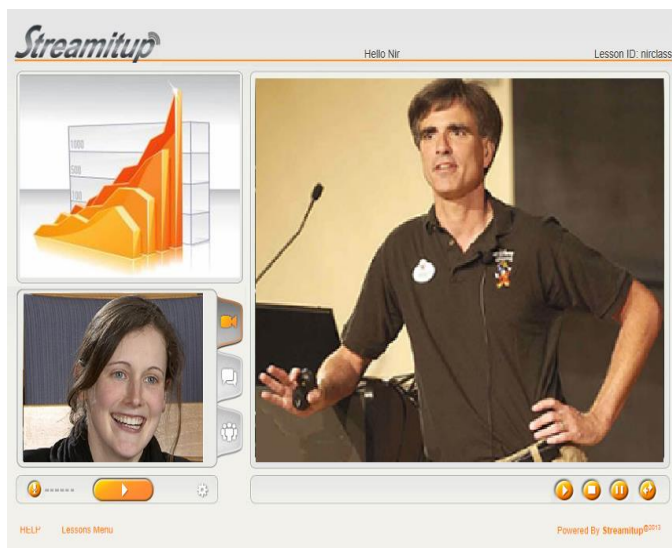 Streamitup
Hello Nir
Lesson ID: nirclass
1000
500
100
HELP
Lessons Menu
Powered By Streamitup©2013